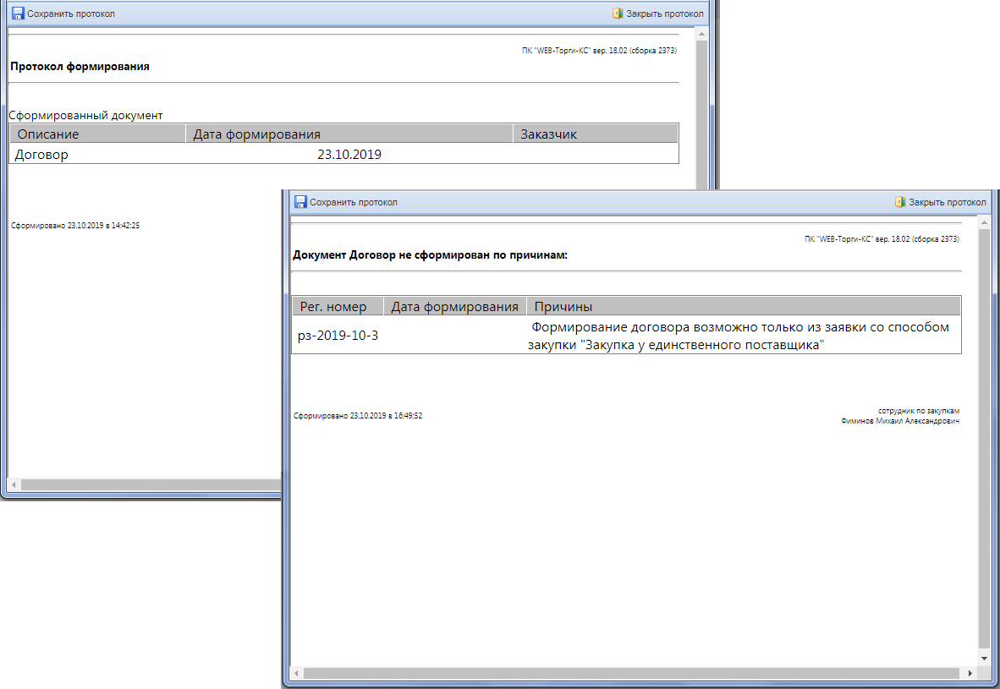 Сохранить протокол
Закрыть протокол
ПК "WEB-Торги-КС" вер. 18.02 (сборка 2373)
Протокол формирования
Сформированный документ
Описание Дата формирования Заказчик
Договор 23.10.2019
Сформировано 23.10.2019 в 14:42:25
Сохранить протокол
Закрыть протокол
ПК "WEB-Торги-КС" вер. 18.02 (сборка 2373)
Документ Договор не сформирован по причинам:
Рег. номер Дата формирования Причины
рз-2019-10-3
Формирование договора возможно только из заявки со способом
закупки "Закупка у единственного поставщика"
Сформировано 23.10.2019 в 16:49:52
сотрудник по закупкам
Фиминов Михаил Александрович